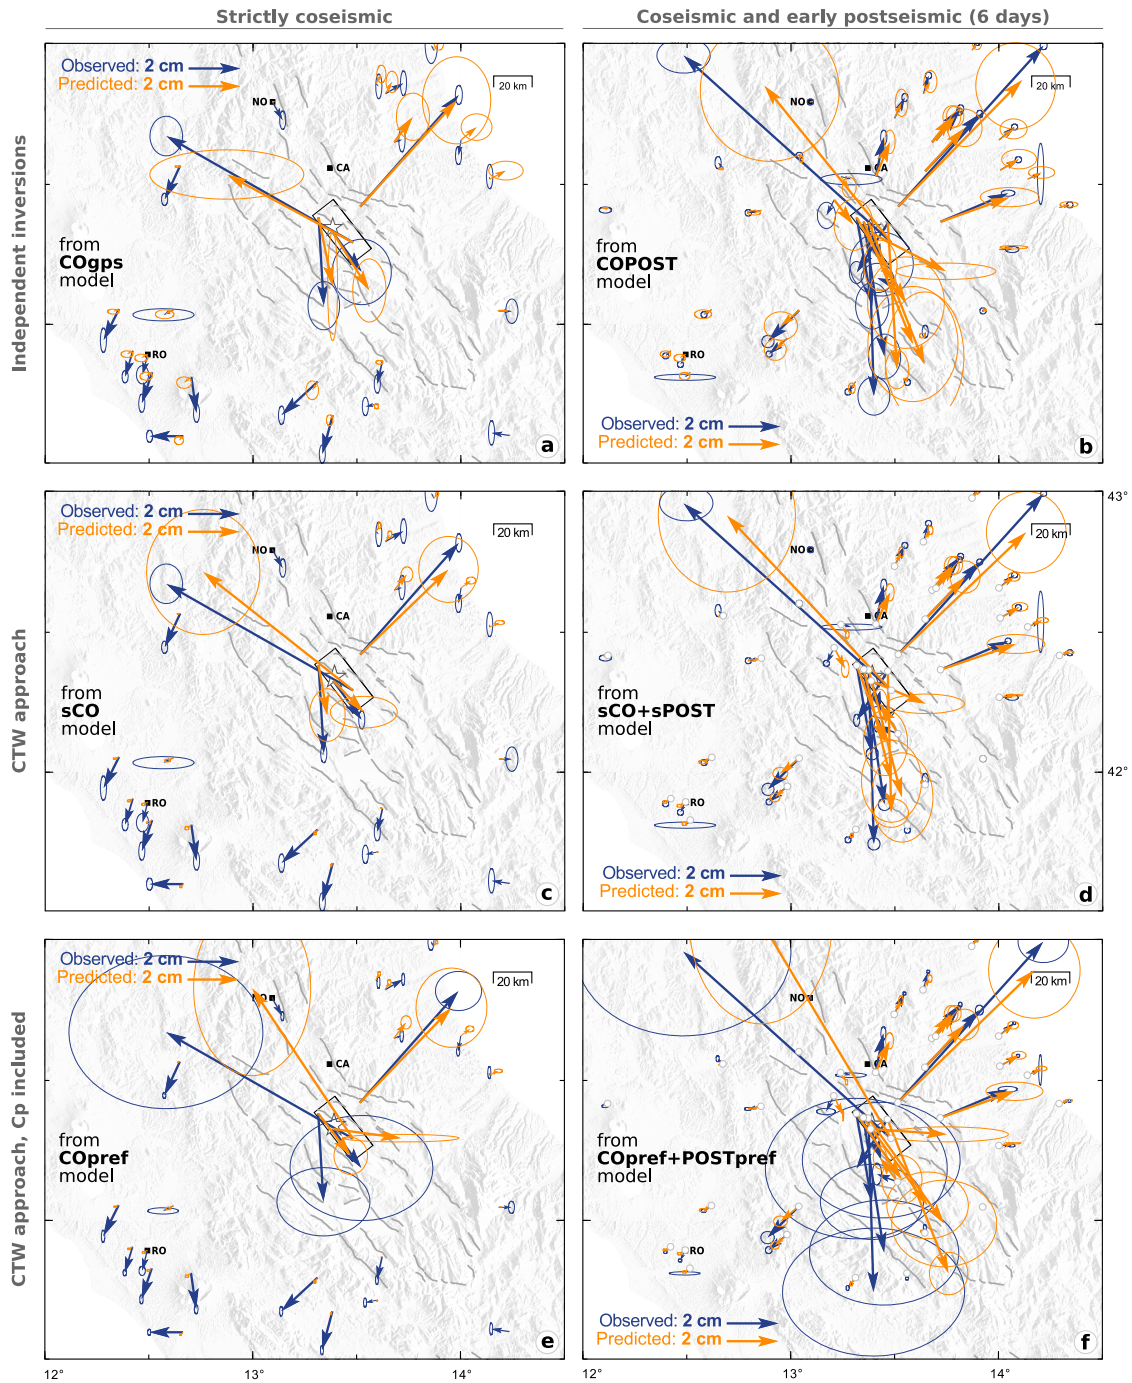 Strictly coseismic
Coseismic and early postseismic (6 days)
Independent inversions
Observed: 2 cm
Predicted: 2 cm
20 km
NO
CA
from
COgps
model
RO
a
20 km
NO
CA
from
COPOST
model
RO
Observed: 2 cm
Predicted: 2 cm
b
CTW approach
Observed: 2 cm
Predicted: 2 cm
20 km
NO
CA
from
sCO
model
RO
c
43°
20 km
NO
CA
from
sCO+sPOST
model
42°
RO
Observed: 2 cm
Predicted: 2 cm
d
CTW approach, Cp included
Observed: 2 cm
Predicted: 2 cm
20 km
NO
CA
from
COpref
model
RO
e
20 km
NO
CA
from
COpref+POSTpref
model
RO
Observed: 2 cm
Predicted: 2 cm
f
12°
13°
14°
12°
13°
14°